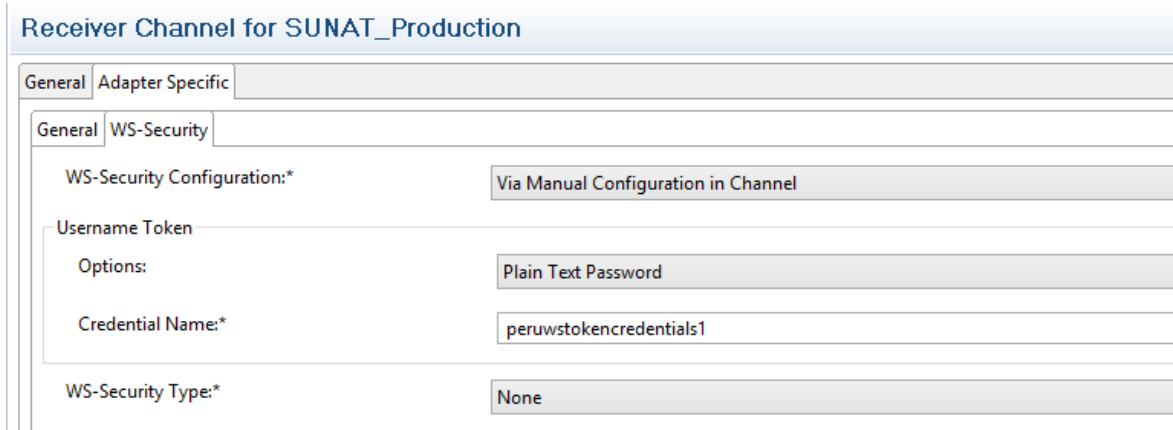 Receiver Channel for SUNAT_Production
General Adapter Specific
General WS-Security
WS-Security Configuration:* Via Manual Configuration in Channel
Username Token
Options: Plain Text Password
Credential Name:* peruwstokencredentials1
WS-Security Type:* None